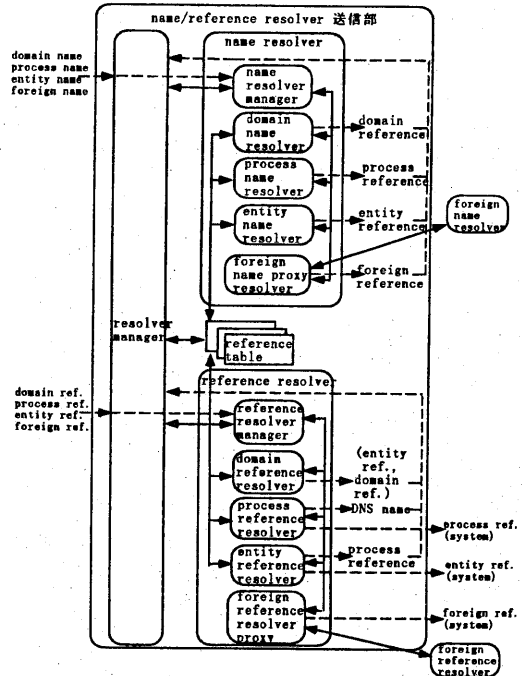 name/reference resolver 送信部
name resolver
domain name
process name
entity name
foreign name
name
resolver
manager
domain
name
resolver
domain
reference
process
name
resolver
process
reference
entity
name
resolver
entity
reference
foreign
name
resolver
foreign
name proxy
resolver
foreign
reference
resolver
manager
reference
table
reference resolver
domain ref.
process ref.
entity ref.
foreign ref.
reference
resolver
manager
domain
reference
resolver
(entity
ref.,
domain
ref.)
DNS name
process
reference
resolver
process ref.
(system)
entity
reference
resolver
process
reference
entity ref.
(system)
foreign
reference
resolver
proxy
foreign ref.
(system)
foreign
reference
resolver